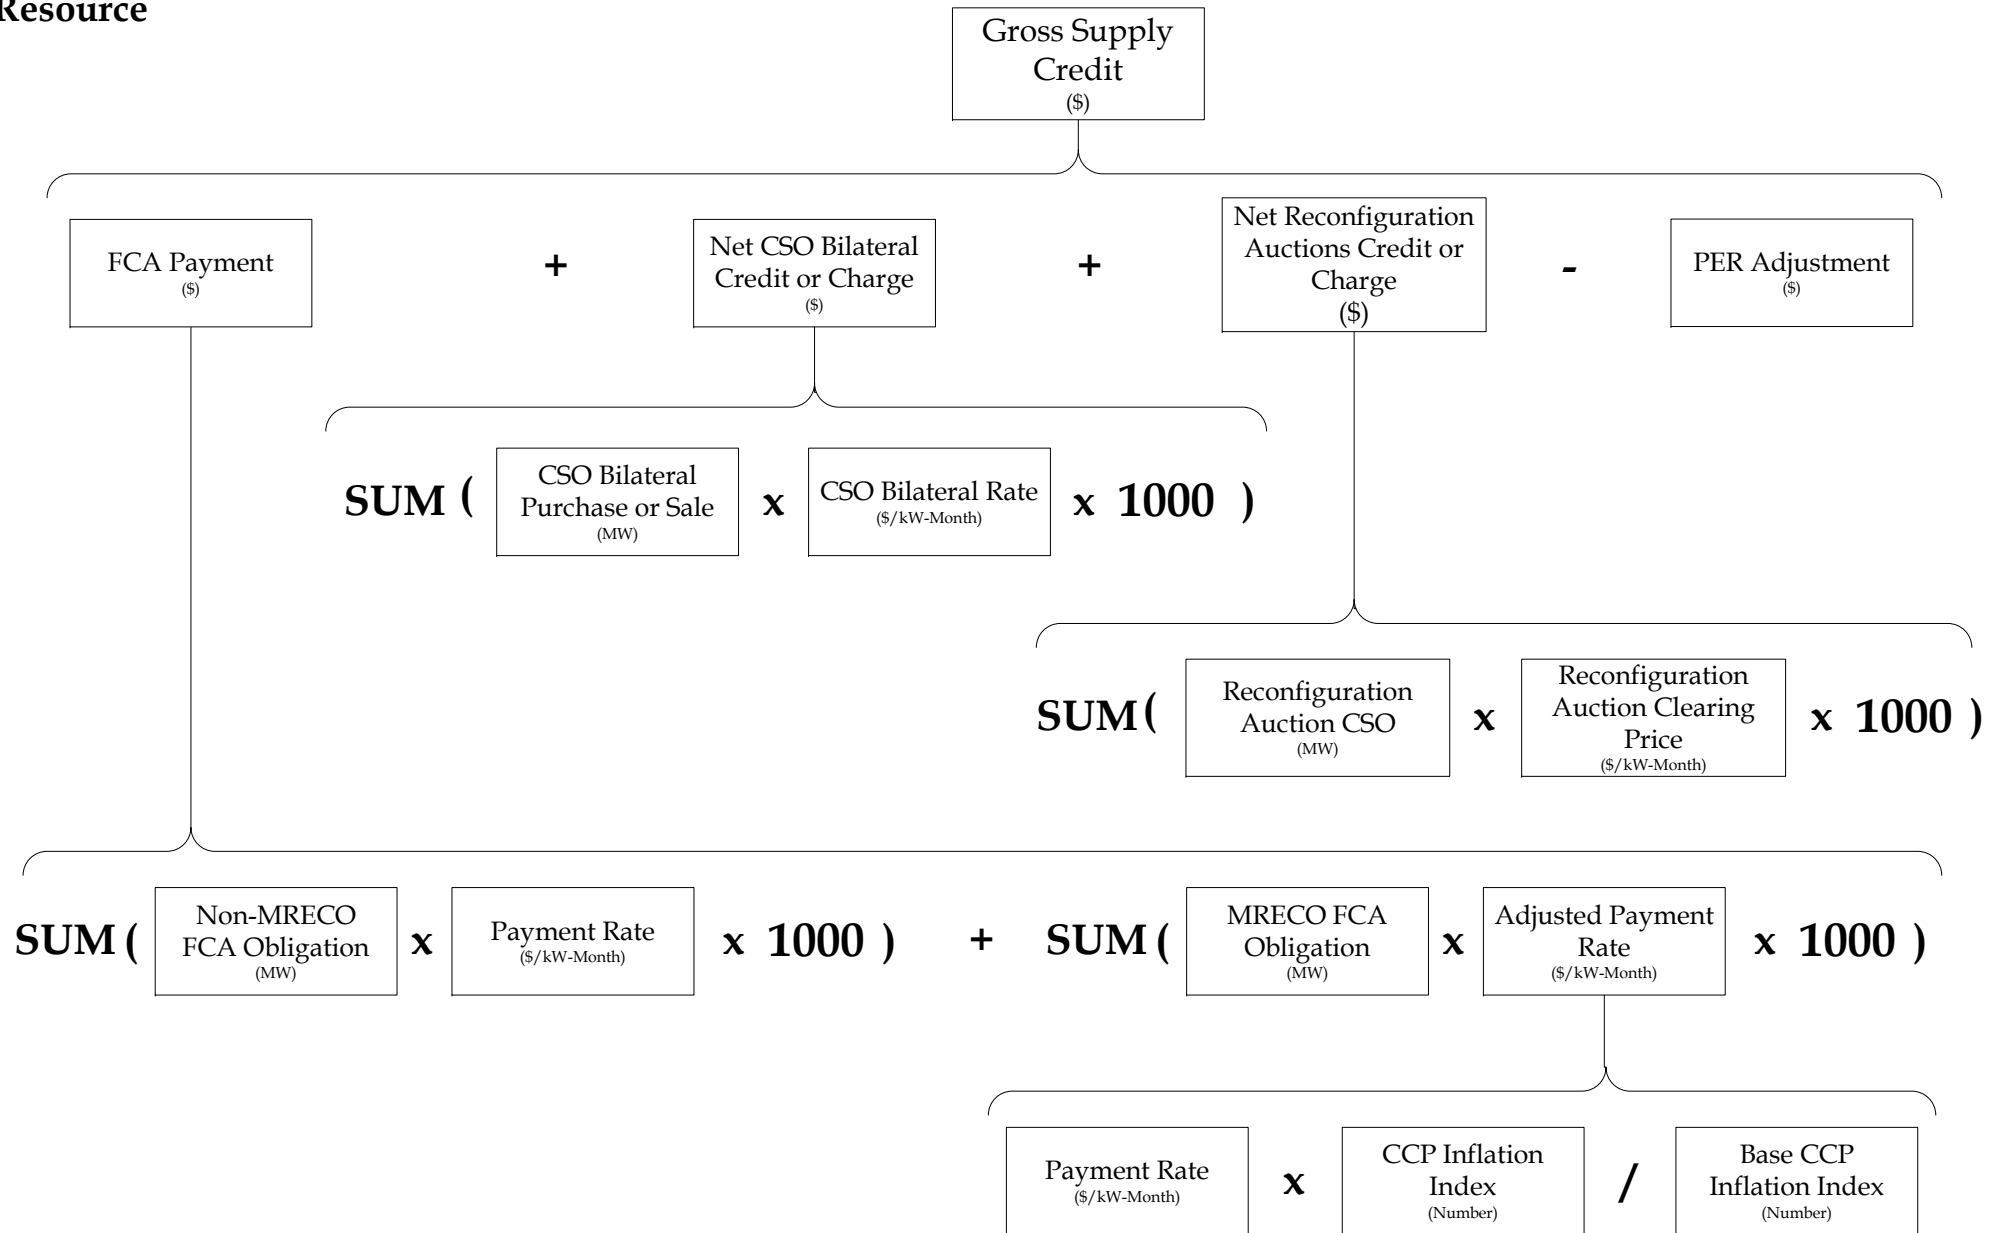 Resource
Gross Supply
Credit
($)
FCA Payment
($)
+
Net CSO Bilateral
Credit or Charge
($)
+
Net Reconfiguration
Auctions Credit or
Charge
($)
-
PER Adjustment
($)
SUM (
CSO Bilateral
Purchase or Sale
(MW)
x
CSO Bilateral Rate
($/kW-Month)
x 1000 )
SUM (
Reconfiguration
Auction CSO
(MW)
x
Reconfiguration
Auction Clearing
Price
($/kW-Month)
x 1000 )
SUM (
Non-MRECO
FCA Obligation
(MW)
x
Payment Rate
($/kW-Month)
x 1000 )
+
SUM (
MRECO FCA
Obligation
(MW)
x
Adjusted Payment
Rate
($/kW-Month)
x 1000 )
Payment Rate
($/kW-Month)
x
CCP Inflation
Index
(Number)
/
Base CCP
Inflation Index
(Number)